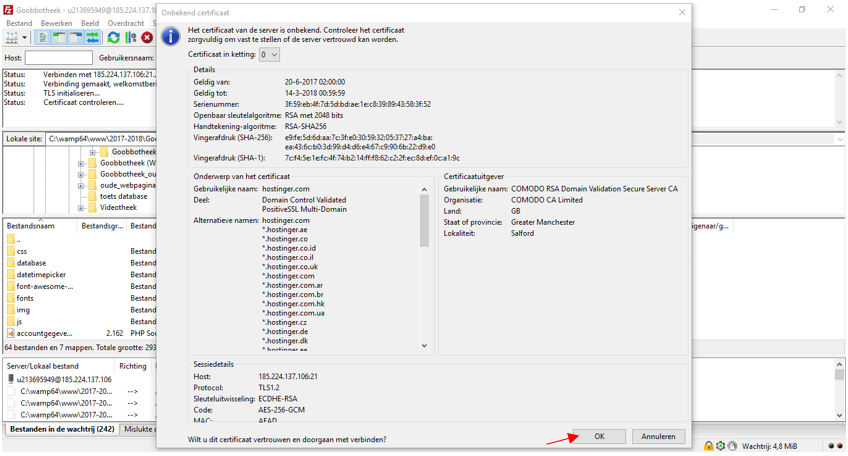 Goobbotheek - u213695949@185.224.137.10
Bestand Bewerken Beeld Overdracht
Host:
Gebruikersnaam:
Status: Verbinden met 185.224.137.106:21...
Status: Verbinding gemaakt, welkomstberi
Status: TLS initialiseren...
Status: Certificaat controleren....
Lokale site: C:\wamp64\www\2017-2018\Goo
Goobbotheek
Goobbotheek (W
Goobbotheek_ou
oude_webpagina
toets database
Videotheek
Bestandsnaam Bestandsgr... Bestand
..
css Bestand
database Bestand
datetimepicker Bestand
font-awesome-... Bestand
fonts Bestand
img Bestand
js Bestand
accountgegeve... 2.162 PHP Sou
64 bestanden en 7 mappen. Totale grootte: 293
Server/Lokaal bestand Richting
u213695949@185.224.137.106
C:\wamp64\www\2017-20... -->
C:\wamp64\www\2017-20... -->
C:\wamp64\www\2017-20... -->
Bestanden in de wachtrij (242) Mislukte
Onbekend certificaat
Het certificaat van de server is onbekend. Controleer het certificaat
zorgvuldig om vast te stellen of de server vertrouwd kan worden.
Certificaat in ketting: 0
Details
Geldig van: 20-6-2017 02:00:00
Geldig tot: 14-3-2018 00:59:59
Serienummer: 3f:59:eb:4f:7d:5d:bd:ae:1e:c8:39:89:43:58:3f:52
Openbaar sleutelalgoritme: RSA met 2048 bits
Handtekening-algoritme: RSA-SHA256
Vingerafdruk (SHA-256): e9:fe:5d:6d:aa:7c:3f:e0:30:59:32:05:37:27:a4:ba:
ea:43:6c:b0:3d:99:d4:d6:e4:67:c9:90:6b:22:d9:e0
Vingerafdruk (SHA-1): 7c:f4:5e:1e:fc:4f:74:b2:14:ff:f8:62:c2:2f:ec:8d:ef:0c:a1:9c
Onderwerp van het certificaat
Gebruikelijke naam: hostinger.com
Deel: Domain Control Validated
PositiveSSL Multi-Domain
Alternatieve namen: hostinger.com
*.hostinger.ae
*.hostinger.co
*.hostinger.co.id
*.hostinger.co.il
*.hostinger.co.uk
*.hostinger.com
*.hostinger.com.ar
*.hostinger.com.br
*.hostinger.com.hk
*.hostinger.com.ua
*.hostinger.cz
*.hostinger.de
*.hostinger.dk
*.hostinger.ee
Certificaatuitgever
Gebruikelijke naam: COMODO RSA Domain Validation Secure Server CA
Organisatie: COMODO CA Limited
Land: GB
Staat of provincie: Greater Manchester
Lokaliteit: Salford
Sessiedetails
Host: 185.224.137.106:21
Protocol: TLS1.2
Sleuteluitwisseling: ECDHE-RSA
Code: AES-256-GCM
MAC: AEAD
Wilt u dit certificaat vertrouwen en doorgaan met verbinden?
OK Annuleren
igenaar/g...
Wachtrij: 4,8 MiB